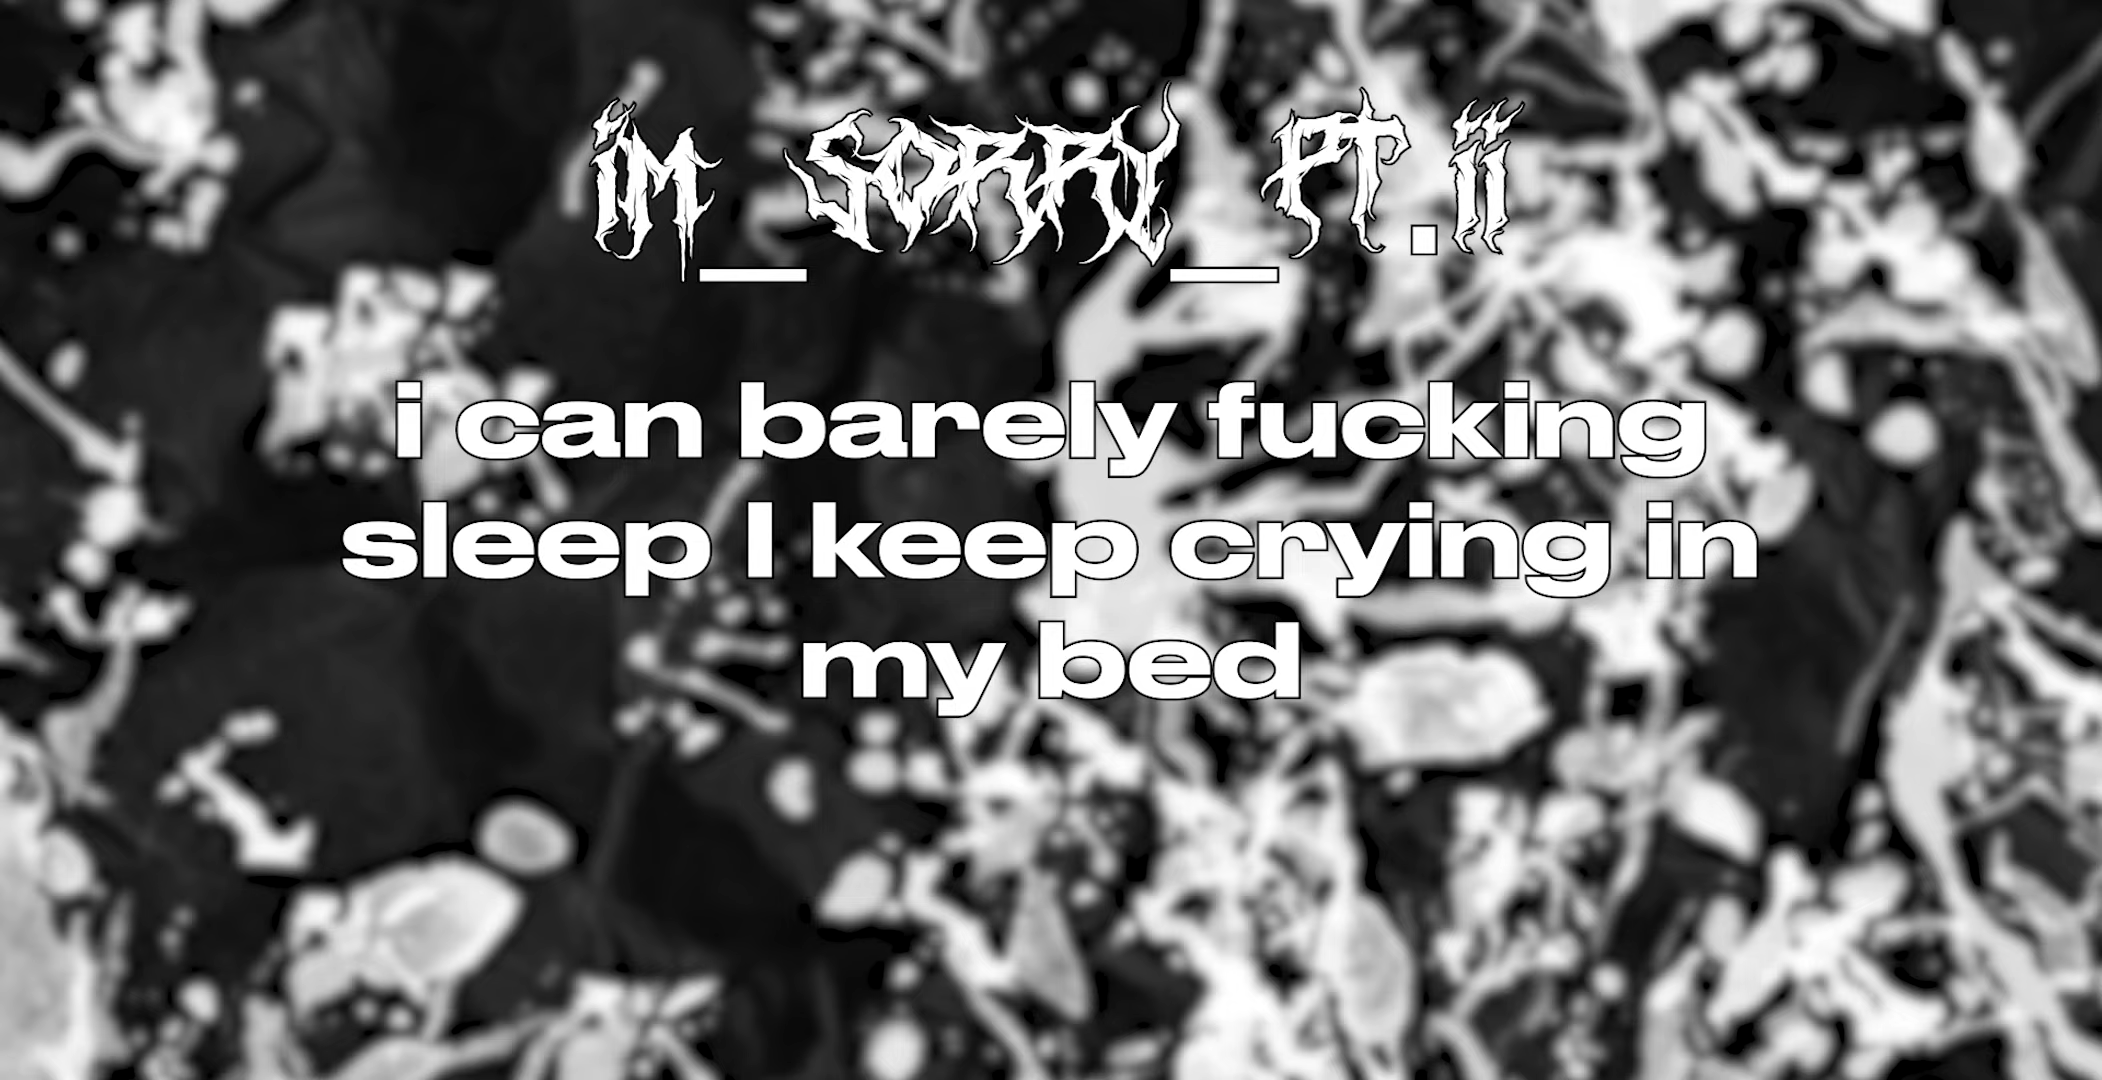 im_sorry_pt.ii
i can barely fucking
sleep I keep crying in
my bed